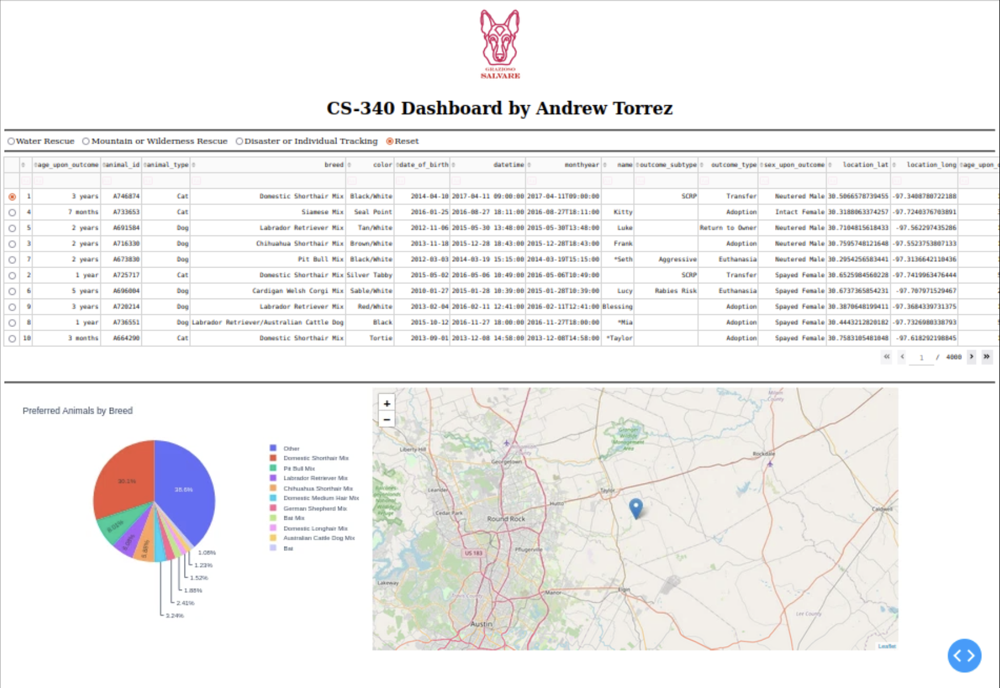 GRAZIOSO
SALVARE
CS-340 Dashboard by Andrew Torrez
Water Rescue Mountain or Wilderness Rescue Disaster or Individual Tracking Reset
age_upon_outcome animal_id animal_type breed color date_of_birth datetime monthyear name outcome_subtype outcome_type sex_upon_outcome location_lat location_long age_upon_
1 3 years A746874 Cat Domestic Shorthair Mix Black/White 2014-04-10 2017-04-11 09:00:00 2017-04-11T09:00:00 SCRP Transfer Neutered Male 30.5066578739455 -97.3408780722188
4 7 months A733653 Cat Siamese Mix Seal Point 2016-01-25 2016-08-27 18:11:00 2016-08-27T18:11:00 Kitty Adoption Intact Female 30.3188063374257 -97.7240376703891
5 2 years A691584 Dog Labrador Retriever Mix Tan/White 2012-11-06 2015-05-30 13:48:00 2015-05-30T13:48:00 Luke Return to Owner Neutered Male 30.7104815618433 -97.562297435286
3 2 years A716330 Dog Chihuahua Shorthair Mix Brown/White 2013-11-18 2015-12-28 18:43:00 2015-12-28T18:43:00 Frank Adoption Neutered Male 30.7595748121648 -97.5523753807133
7 2 years A673830 Dog Pit Bull Mix Black/White 2012-03-03 2014-03-19 15:15:00 2014-03-19T15:15:00 *Seth Aggressive Euthanasia Neutered Male 30.2954256583441 -97.3136642110436
2 1 year A725717 Cat Domestic Shorthair Mix Silver Tabby 2015-05-02 2016-05-06 10:49:00 2016-05-06T10:49:00 SCRP Transfer Spayed Female 30.6525984560228 -97.7419963476444
6 5 years A696004 Dog Cardigan Welsh Corgi Mix Sable/White 2010-01-27 2015-01-28 10:39:00 2015-01-28T10:39:00 Lucy Rabies Risk Euthanasia Spayed Female 30.6737365854231 -97.707971529467
9 3 years A720214 Dog Labrador Retriever Mix Red/White 2013-02-04 2016-02-11 12:41:00 2016-02-11T12:41:00 Blessing Adoption Spayed Female 30.3870648199411 -97.3684339731375
8 1 year A736551 Dog Labrador Retriever/Australian Cattle Dog Black 2015-10-12 2016-11-27 18:00:00 2016-11-27T18:00:00 *Mia Adoption Spayed Female 30.4443212820182 -97.7326980338793
10 3 months A664290 Cat Domestic Shorthair Mix Tortie 2013-09-01 2013-12-08 14:58:00 2013-12-08T14:58:00 *Taylor Adoption Spayed Female 30.7583105481048 -97.618292198845
« ‹ 1 / 4000 › »
Preferred Animals by Breed
38.6%
30.1%
8.01%
6.08%
5.88%
1.08%
1.23%
1.52%
1.88%
2.41%
3.24%
Other
Domestic Shorthair Mix
Pit Bull Mix
Labrador Retriever Mix
Chihuahua Shorthair Mix
Domestic Medium Hair Mix
German Shepherd Mix
Bat Mix
Domestic Longhair Mix
Australian Cattle Dog Mix
Bat
+
−
Milam
County
Granger
Wildlife
Management
Area
Liberty Hill
County
Georgetown
Rockdale
Leander
Taylor
Hutto
Cedar Park
Round Rock
Caldwell
Pflugerville
US 183
Lakeway
Manor
Elgin
Travis County
Lee County
Austin
Leaflet